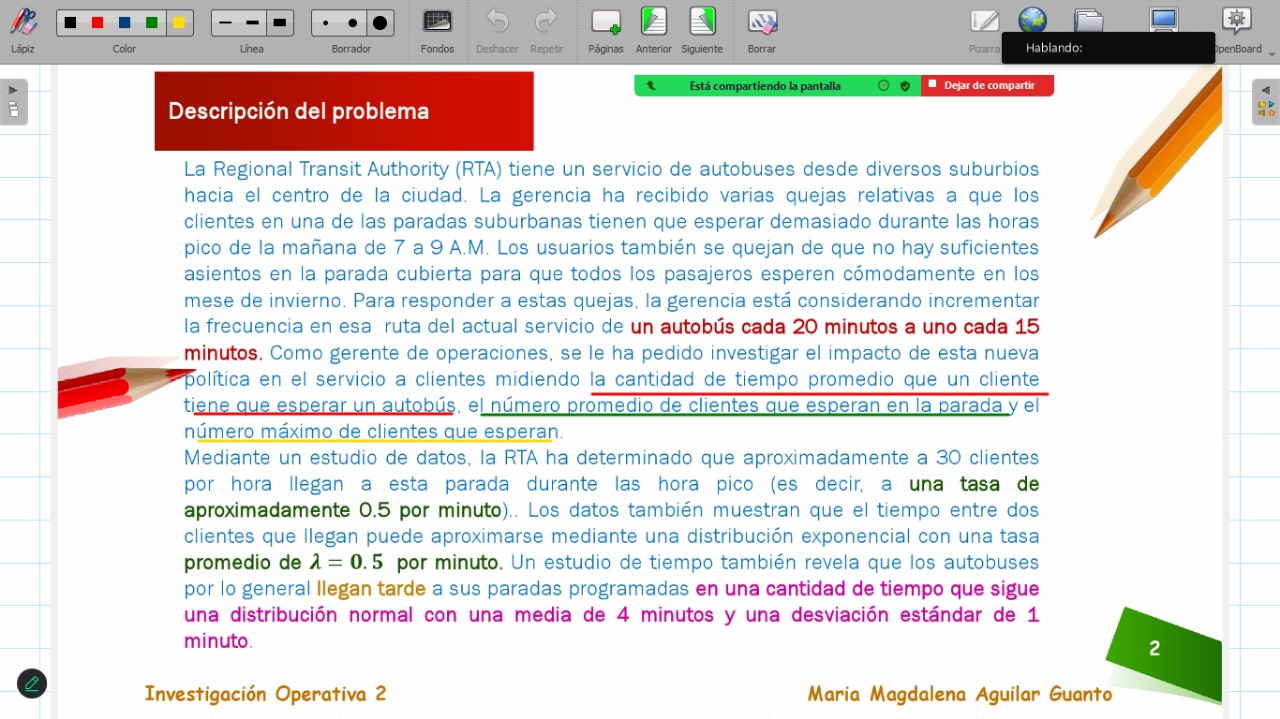 Lápiz
Color
Línea
Borrador
Fondos
Deshacer
Repetir
Páginas
Anterior
Siguiente
Borrar
Pizarra
OpenBoard
Hablando:
Está compartiendo la pantalla
Dejar de compartir
Descripción del problema
La Regional Transit Authority (RTA) tiene un servicio de autobuses desde diversos suburbios
hacia el centro de la ciudad. La gerencia ha recibido varias quejas relativas a que los
clientes en una de las paradas suburbanas tienen que esperar demasiado durante las horas
pico de la mañana de 7 a 9 A.M. Los usuarios también se quejan de que no hay suficientes
asientos en la parada cubierta para que todos los pasajeros esperen cómodamente en los
mese de invierno. Para responder a estas quejas, la gerencia está considerando incrementar
la frecuencia en esa ruta del actual servicio de un autobús cada 20 minutos a uno cada 15
minutos. Como gerente de operaciones, se le ha pedido investigar el impacto de esta nueva
política en el servicio a clientes midiendo la cantidad de tiempo promedio que un cliente
tiene que esperar un autobús, el número promedio de clientes que esperan en la parada y el
número máximo de clientes que esperan.
Mediante un estudio de datos, la RTA ha determinado que aproximadamente a 30 clientes
por hora llegan a esta parada durante las hora pico (es decir, a una tasa de
aproximadamente 0.5 por minuto).. Los datos también muestran que el tiempo entre dos
clientes que llegan puede aproximarse mediante una distribución exponencial con una tasa
promedio de λ = 0.5 por minuto. Un estudio de tiempo también revela que los autobuses
por lo general llegan tarde a sus paradas programadas en una cantidad de tiempo que sigue
una distribución normal con una media de 4 minutos y una desviación estándar de 1
minuto.
2
Investigación Operativa 2
Maria Magdalena Aguilar Guanto